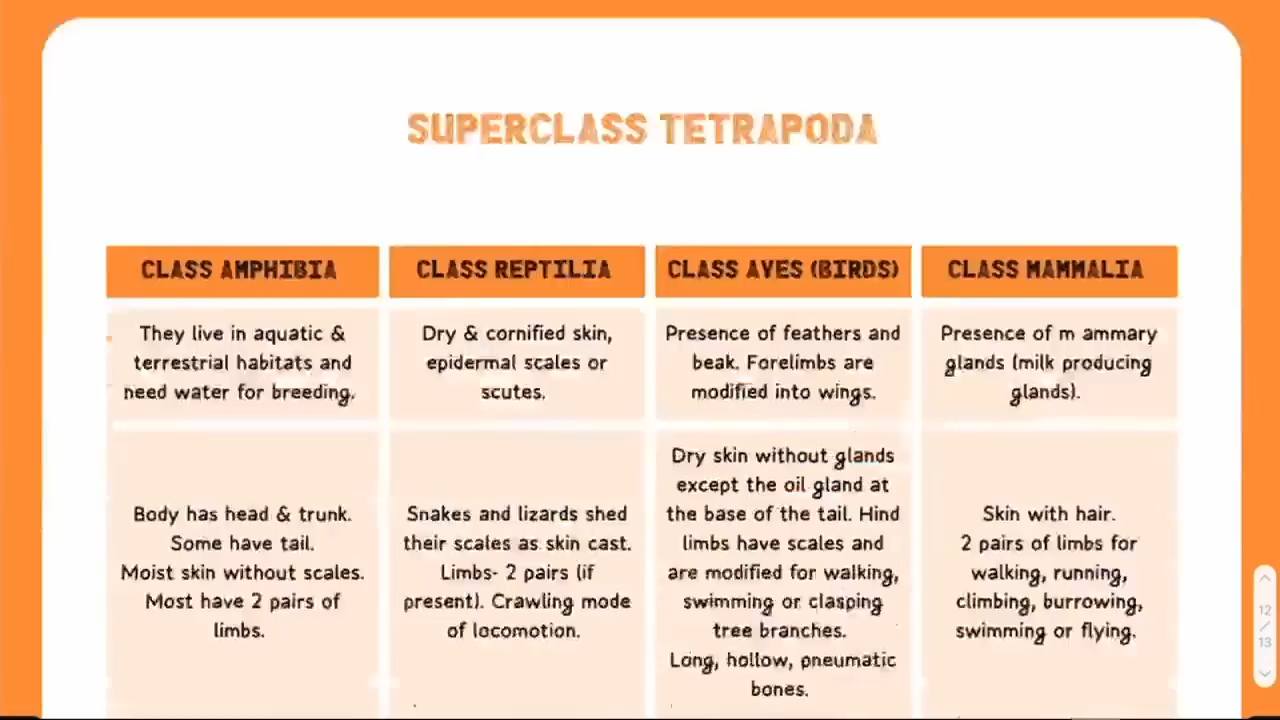 SUPERCLASS TETRAPODA
CLASS AMPHIBIA
CLASS REPTILIA
CLASS AVES (BIRDS)
CLASS MAMMALIA
They live in aquatic &
terrestrial habitats and
need water for breeding.
Dry & cornified skin,
epidermal scales or
scutes.
Presence of feathers and
beak. Forelimbs are
modified into wings.
Presence of m ammary
glands (milk producing
glands).
Body has head & trunk.
Some have tail.
Moist skin without scales.
Most have 2 pairs of
limbs.
Snakes and lizards shed
their scales as skin cast.
Limbs- 2 pairs (if
present). Crawling mode
of locomotion.
Dry skin without glands
except the oil gland at
the base of the tail. Hind
limbs have scales and
are modified for walking,
swimming or clasping
tree branches.
Long, hollow, pneumatic
bones.
Skin with hair.
2 pairs of limbs for
walking, running,
climbing, burrowing,
swimming or flying.
12
/
13